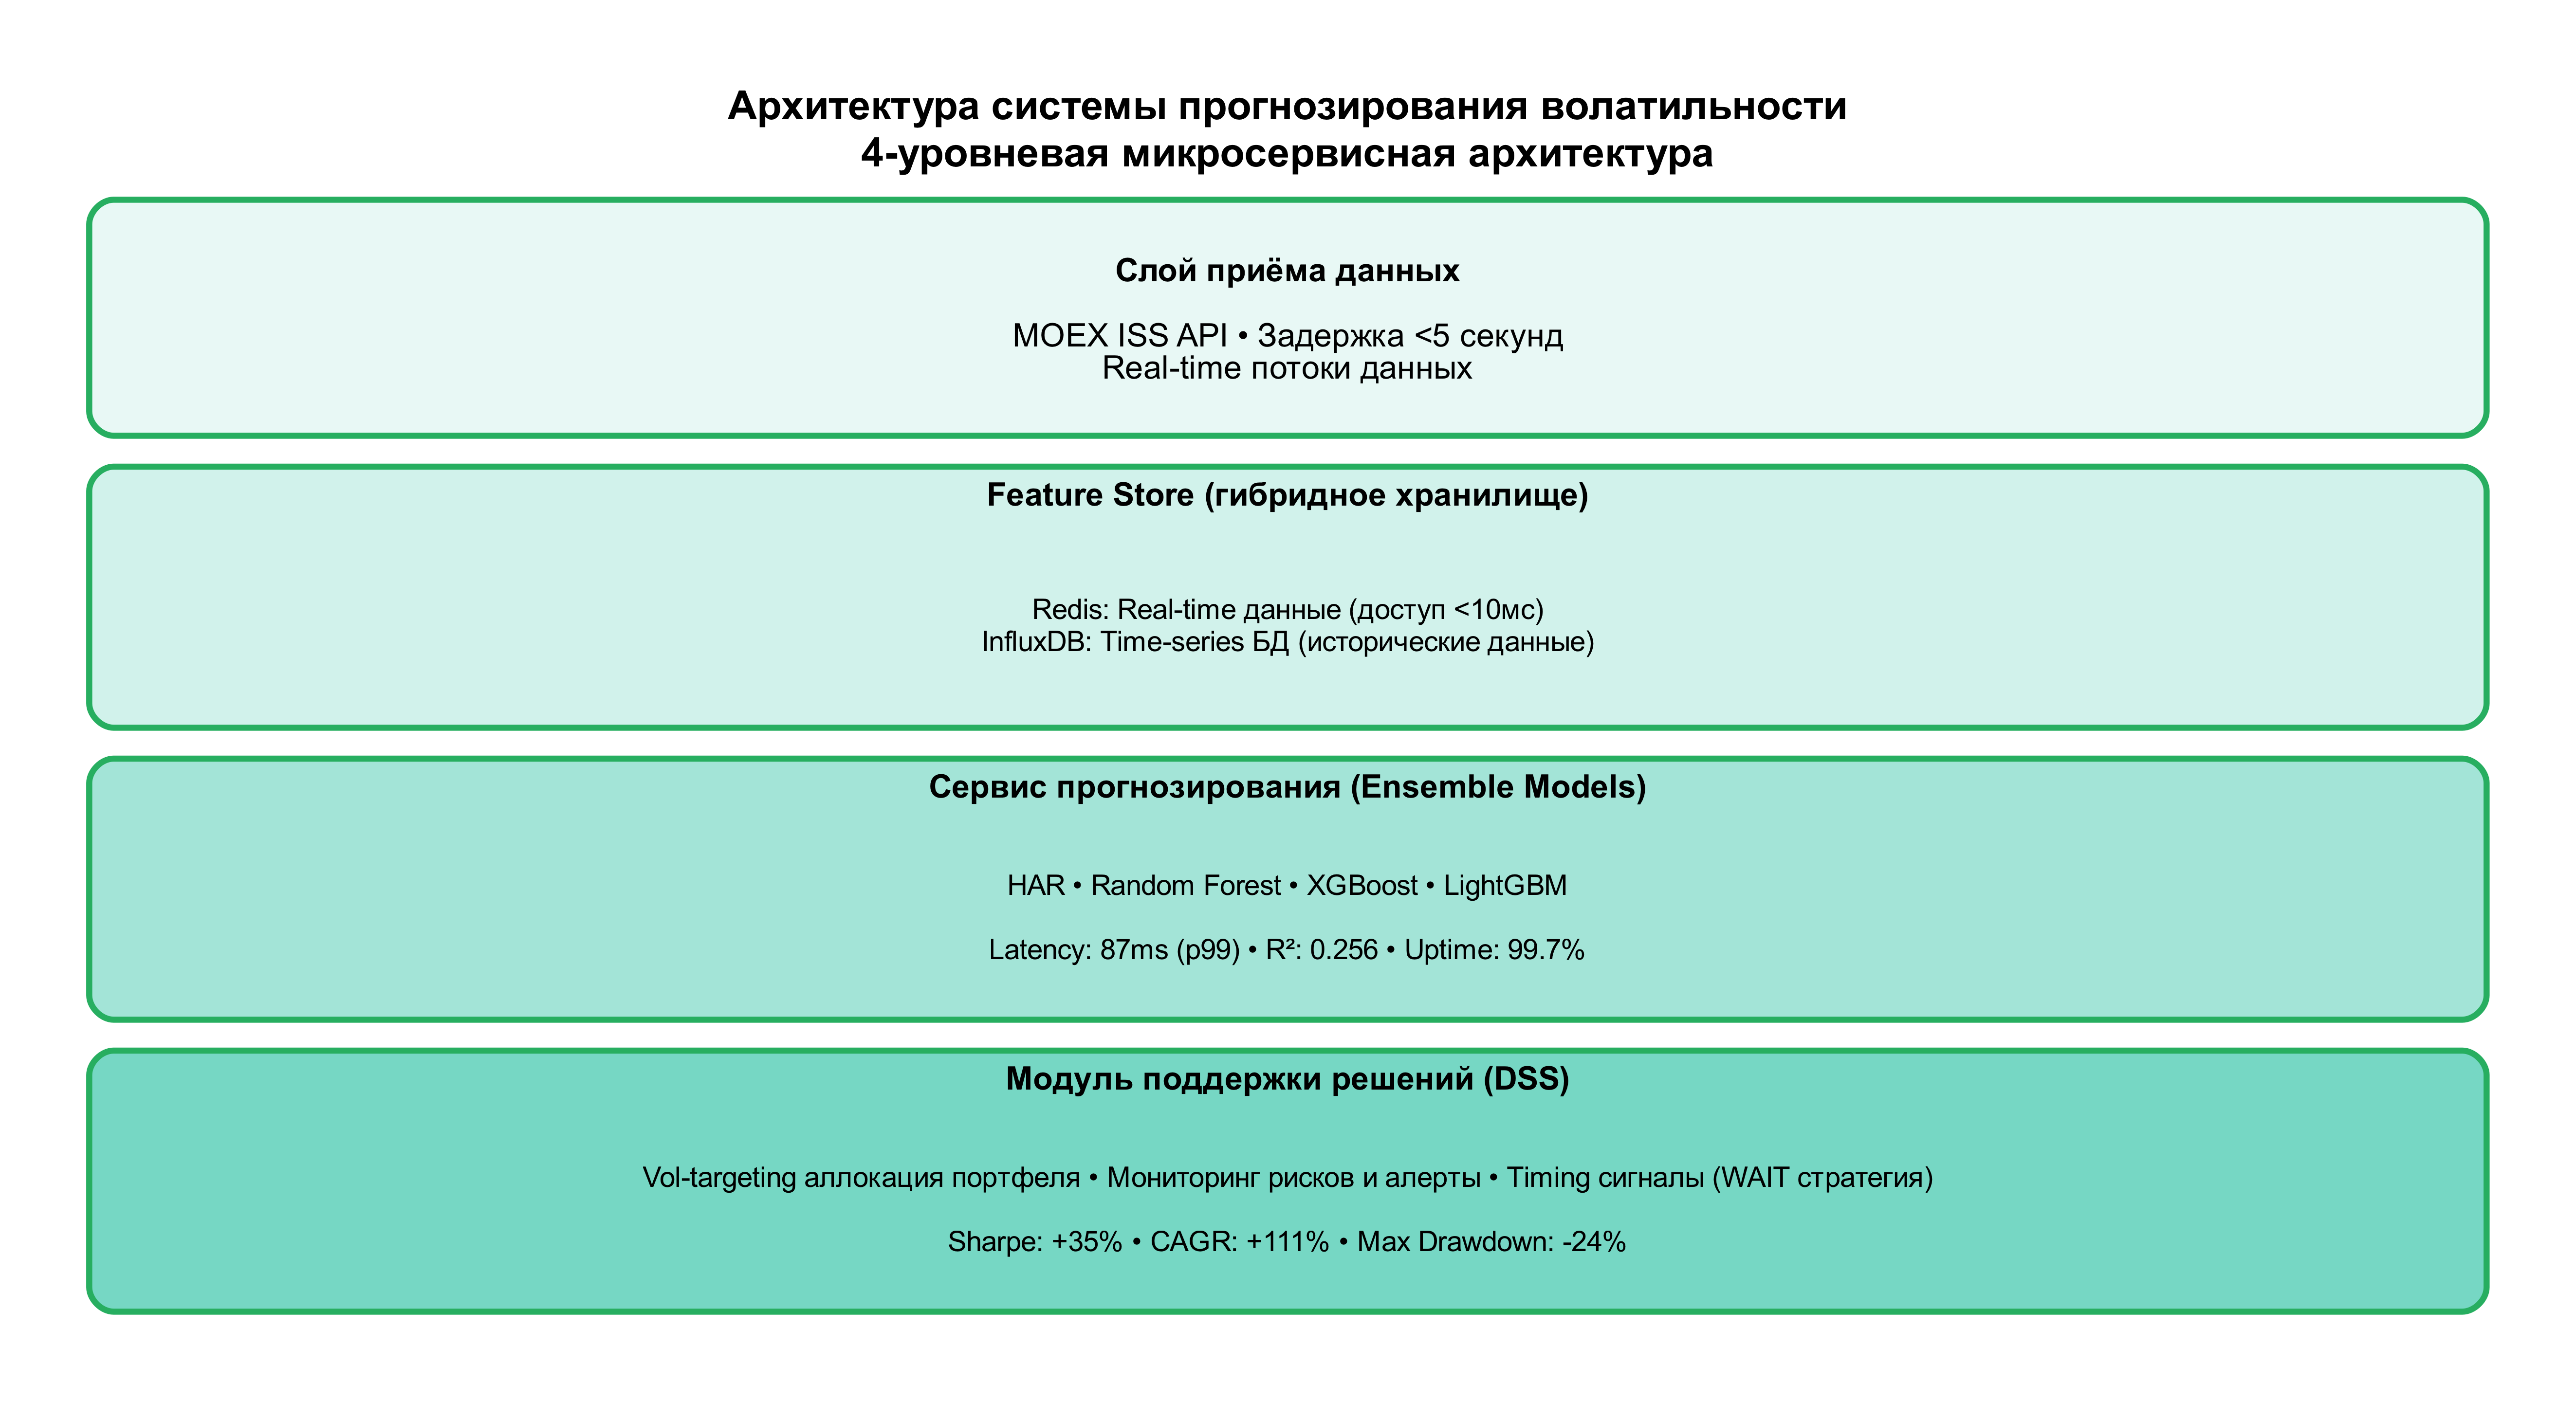 Архитектура системы прогнозирования волатильности
4-уровневая микросервисная архитектура
Слой приёма данных
MOEX ISS API • Задержка <5 секунд
Real-time потоки данных
Feature Store (гибридное хранилище)
Redis: Real-time данные (доступ <10мс)
InfluxDB: Time-series БД (исторические данные)
Сервис прогнозирования (Ensemble Models)
HAR • Random Forest • XGBoost • LightGBM
Latency: 87ms (p99) • R²: 0.256 • Uptime: 99.7%
Модуль поддержки решений (DSS)
Vol-targeting аллокация портфеля • Мониторинг рисков и алерты • Timing сигналы (WAIT стратегия)
Sharpe: +35% • CAGR: +111% • Max Drawdown: -24%